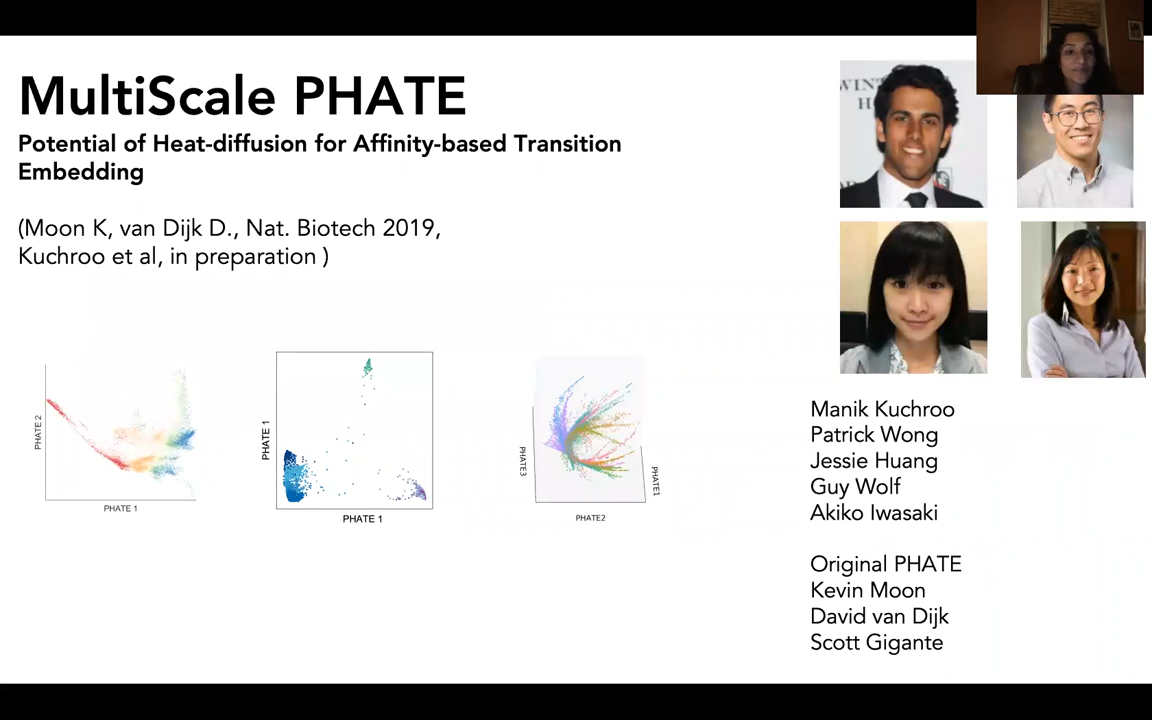 MultiScale PHATE
Potential of Heat-diffusion for Affinity-based Transition
Embedding
(Moon K, van Dijk D., Nat. Biotech 2019,
Kuchroo et al, in preparation )
PHATE 2
PHATE 1
PHATE 1
PHATE 1
PHATE3
PHATE2
PHATE1
Manik Kuchroo
Patrick Wong
Jessie Huang
Guy Wolf
Akiko Iwasaki
Original PHATE
Kevin Moon
David van Dijk
Scott Gigante